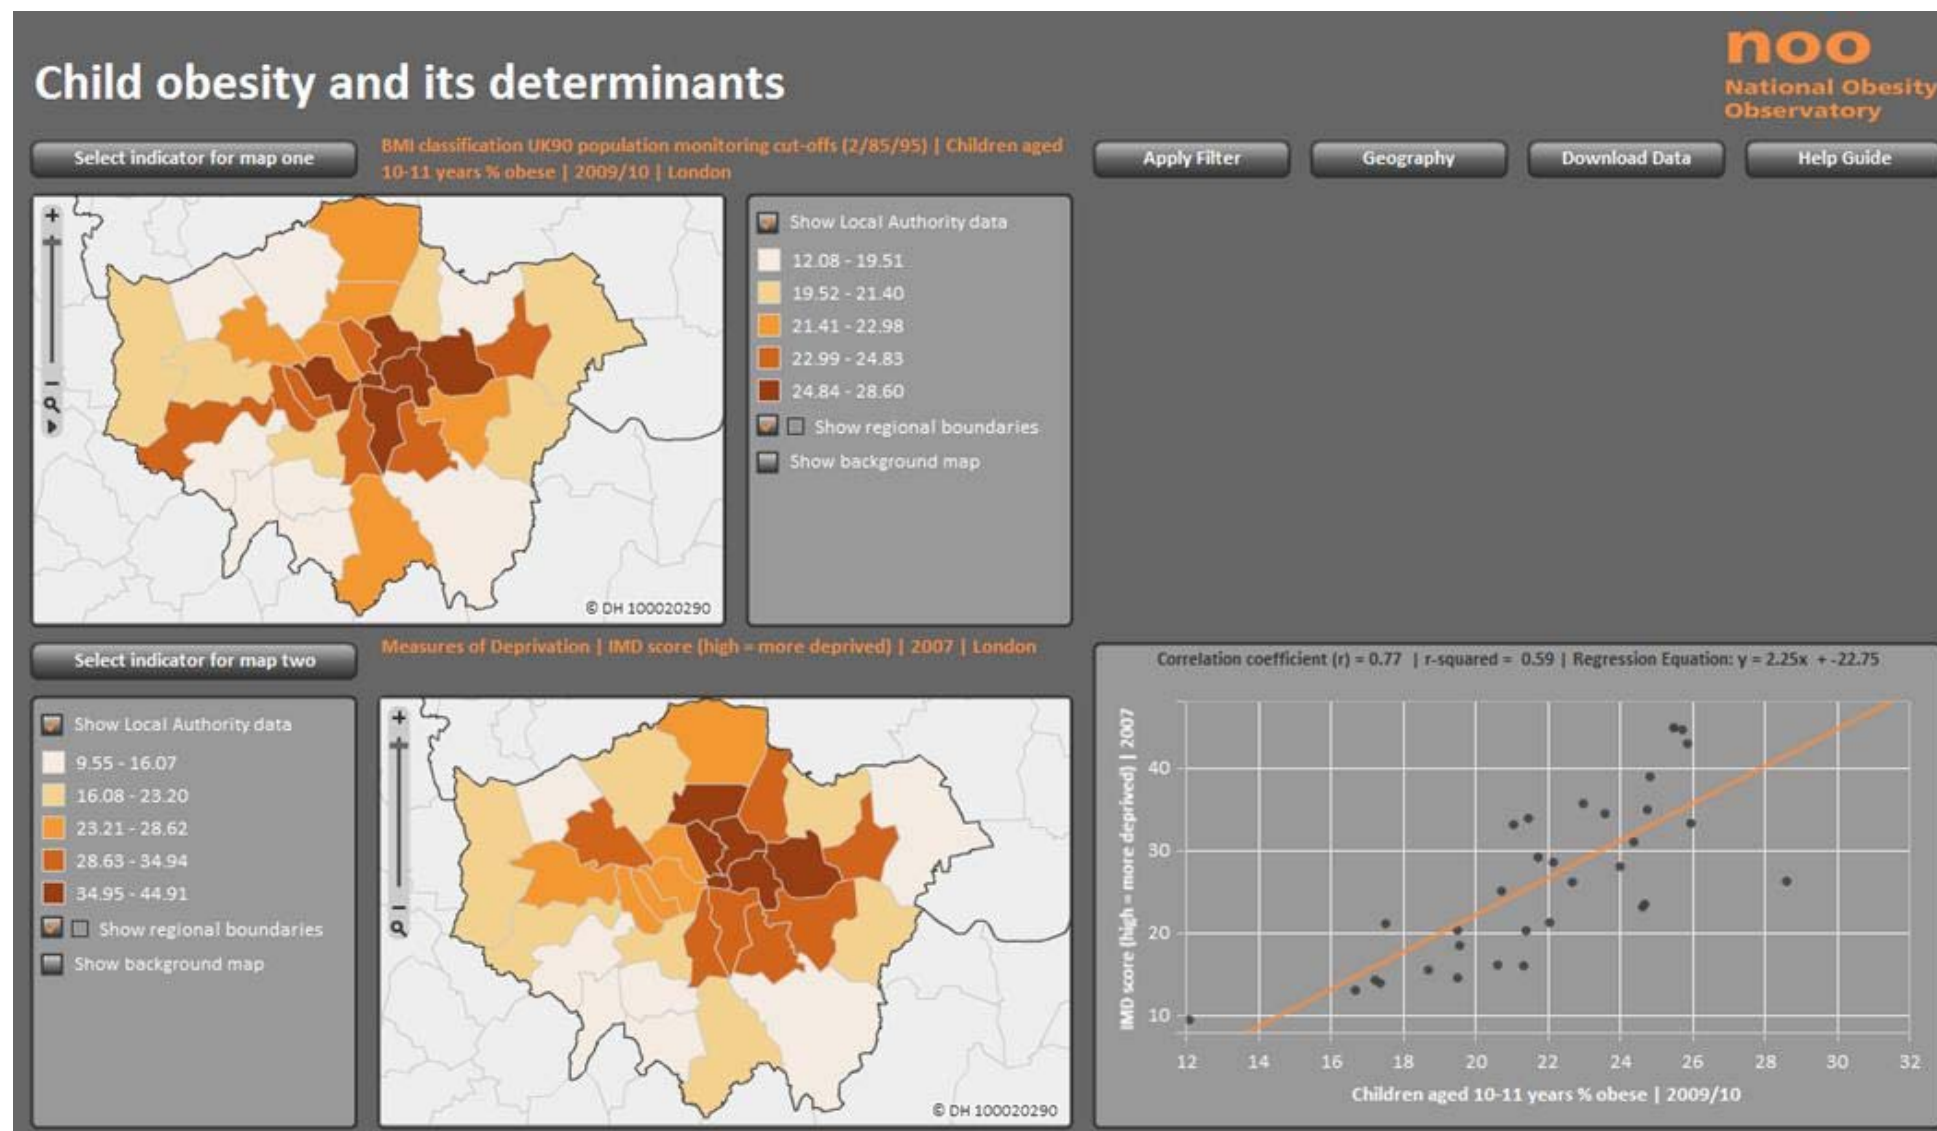 noo
National Obesity
Observatory
Child obesity and its determinants
Select indicator for map one
BMI classification UK90 population monitoring cut-offs (2/85/95) | Children aged
10-11 years % obese | 2009/10 | London
Apply Filter
Geography
Download Data
Help Guide
+
−
© DH 100020290
Show Local Authority data
12.08 - 19.51
19.52 - 21.40
21.41 - 22.98
22.99 - 24.83
24.84 - 28.60
Show regional boundaries
Show background map
Select indicator for map two
Measures of Deprivation | IMD score (high = more deprived) | 2007 | London
Show Local Authority data
9.55 - 16.07
16.08 - 23.20
23.21 - 28.62
28.63 - 34.94
34.95 - 44.91
Show regional boundaries
Show background map
+
−
© DH 100020290
Correlation coefficient (r) = 0.77 | r-squared = 0.59 | Regression Equation: y = 2.25x + -22.75
IMD score (high = more deprived) | 2007
40
30
20
10
12 14 16 18 20 22 24 26 28 30 32
Children aged 10-11 years % obese | 2009/10